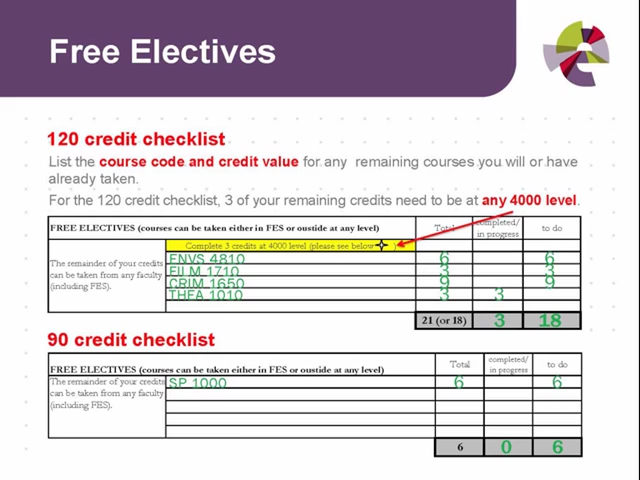 Free Electives
120 credit checklist
List the course code and credit value for any remaining courses you will or have
already taken.
For the 120 credit checklist, 3 of your remaining credits need to be at any 4000 level.
FREE ELECTIVES (courses can be taken either in FES or oustide at any level) Total completed/ in progress to do
Complete 3 credits at 4000 level (please see below )
The remainder of your credits
can be taken from any faculty
(including FES).
ENVS 4810 6 6
FILM 1710 3 3
CRIM 1650 9 9
THEA 1010 3 3
21 (or 18) 3 18
90 credit checklist
FREE ELECTIVES (courses can be taken either in FES or oustide at any level) Total completed/ in progress to do
The remainder of your credits
can be taken from any faculty
(including FES).
SP 1000 6 6
6 0 6